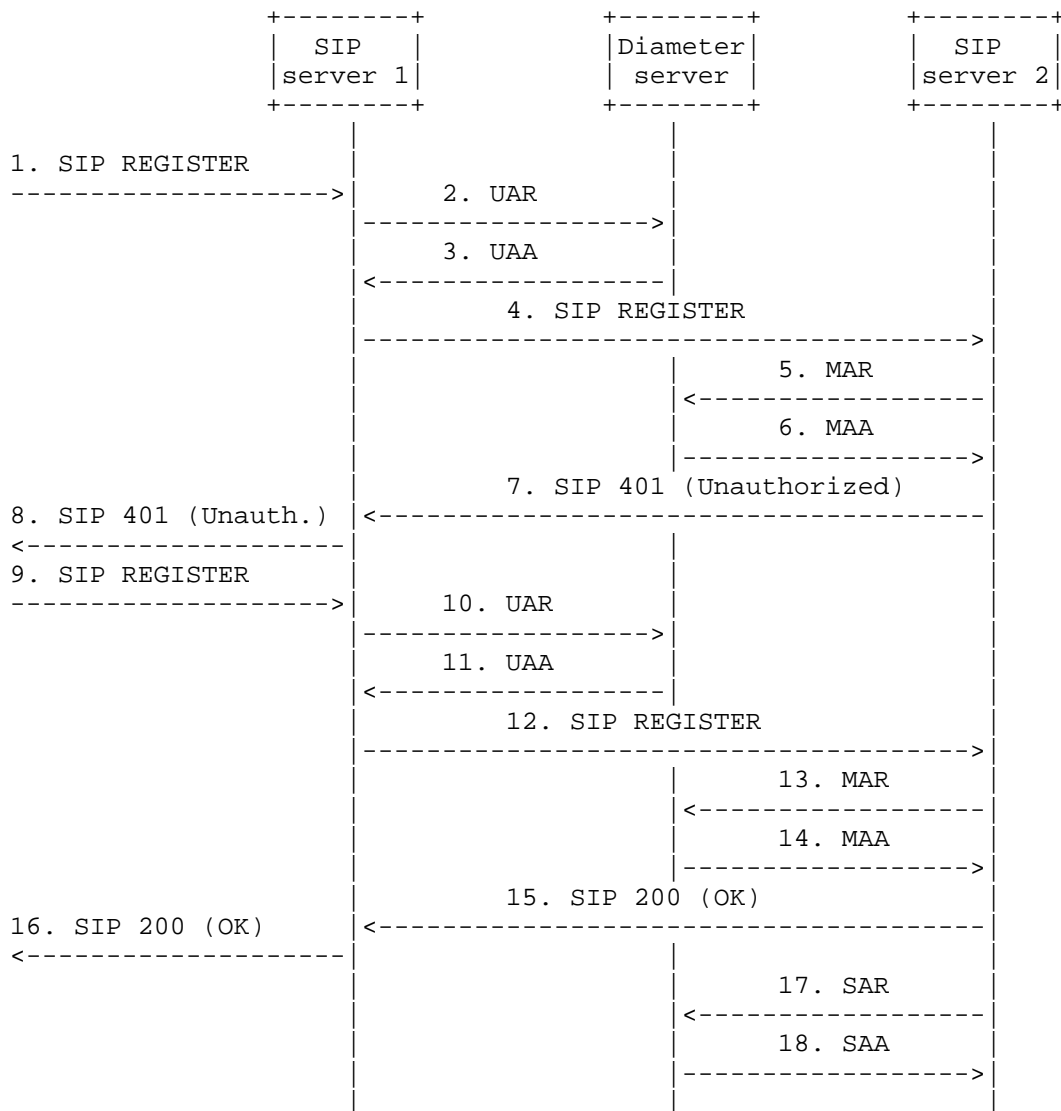 SIP
server 1
Diameter
server
SIP
server 2
1. SIP REGISTER
2. UAR
3. UAA
4. SIP REGISTER
5. MAR
6. MAA
7. SIP 401 (Unauthorized)
8. SIP 401 (Unauth.)
9. SIP REGISTER
10. UAR
11. UAA
12. SIP REGISTER
13. MAR
14. MAA
15. SIP 200 (OK)
16. SIP 200 (OK)
17. SAR
18. SAA